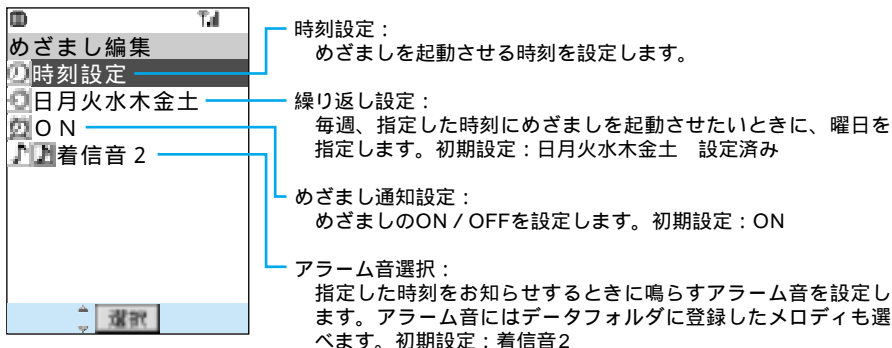 めざまし編集
時刻設定
日月火水木金土
ON
着信音2
選択
時刻設定：
めざましを起動させる時刻を設定します。
繰り返し設定：
毎週、指定した時刻にめざましを起動させたいときに、曜日を
指定します。初期設定：日月火水木金土　設定済み
めざまし通知設定：
めざましのON／OFFを設定します。初期設定：ON
アラーム音選択：
指定した時刻をお知らせするときに鳴らすアラーム音を設定し
ます。アラーム音にはデータフォルダに登録したメロディも選
べます。初期設定：着信音2